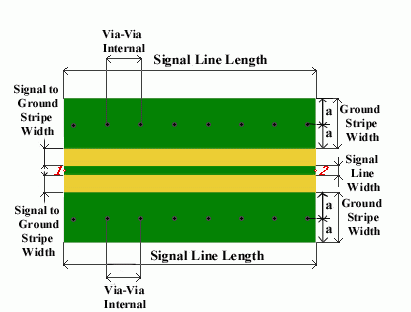 Via-Via
Internal
Signal Line Length
Signal to
Ground
Stripe
Width
a
a
Ground
Stripe
Width
1
2
Signal
Line
Width
Signal to
Ground
Stripe
Width
a
a
Ground
Stripe
Width
Signal Line Length
Via-Via
Internal